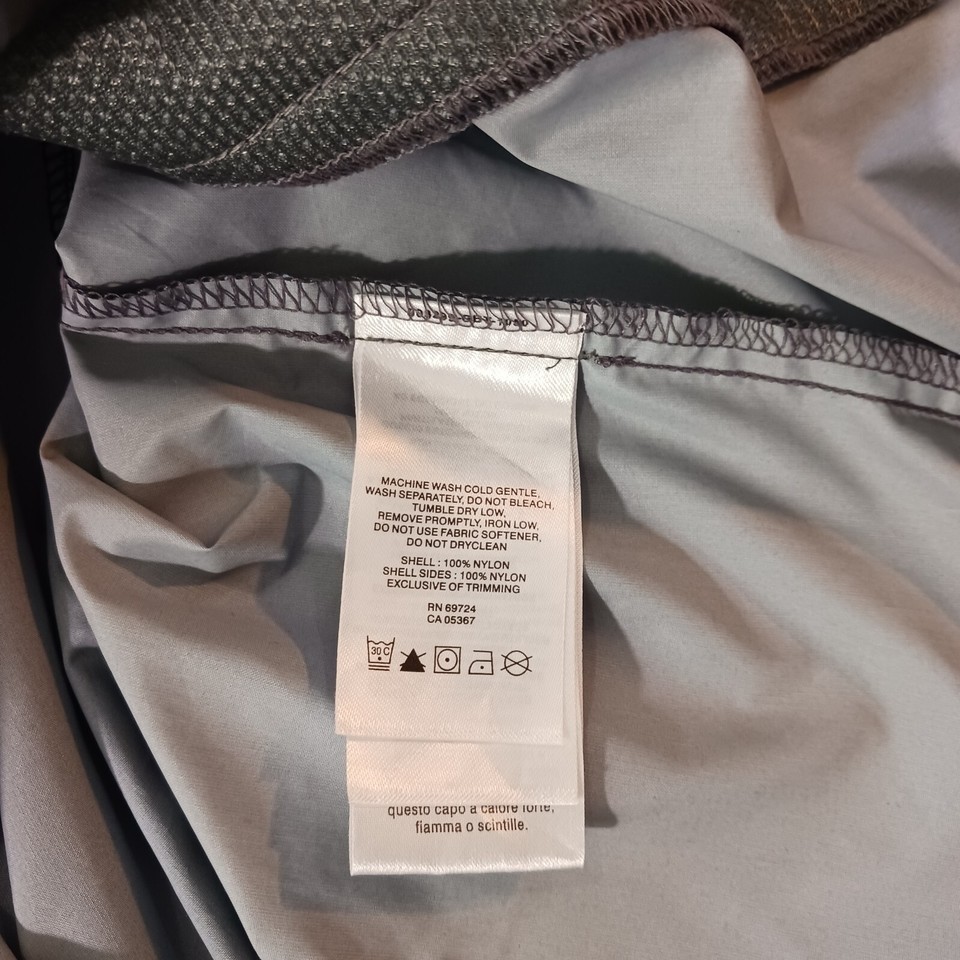 MACHINE WASH COLD GENTLE,
WASH SEPARATELY, DO NOT BLEACH,
TUMBLE DRY LOW,
REMOVE PROMPTLY, IRON LOW,
DO NOT USE FABRIC SOFTENER,
DO NOT DRYCLEAN
SHELL : 100% NYLON
SHELL SIDES : 100% NYLON
EXCLUSIVE OF TRIMMING
RN 69724
CA 05367
30 C
questo capo a calore forte,
fiamma o scintille.